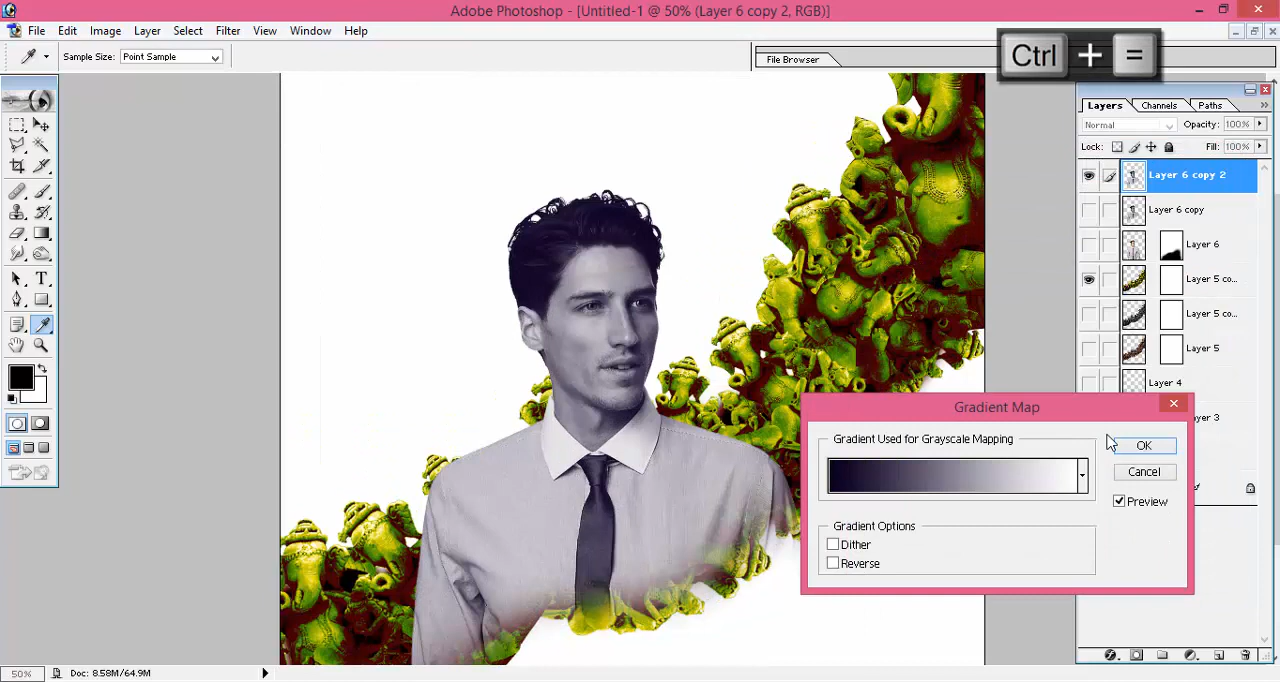 Adobe Photoshop - [Untitled-1 @ 50% (Layer 6 copy 2, RGB)]
File Edit Image Layer Select Filter View Window Help
Ctrl + =
Sample Size: Point Sample
File Browser
Layers Channels Paths
Normal Opacity: 100%
Lock: Fill: 100%
Layer 6 copy 2
Layer 6 copy
Layer 6
Layer 5 co...
Layer 5 co...
Layer 5
Layer 4
Gradient Map
er 3
Gradient Used for Grayscale Mapping
OK
Cancel
Preview
Gradient Options
Dither
Reverse
50% Doc: 8.58M/64.9M